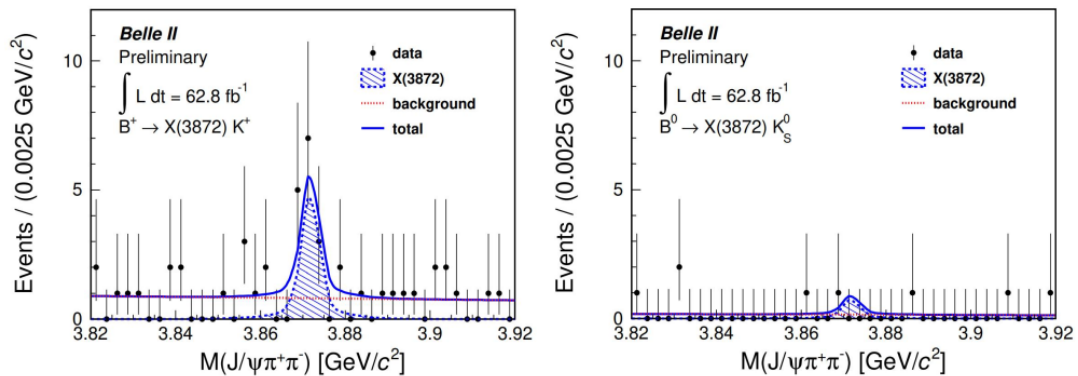 Belle II
Preliminary
∫ L dt = 62.8 fb⁻¹
B⁺ → X(3872) K⁺
data
X(3872)
background
total
Events / (0.0025 GeV/c²)
10
5
0
3.82 3.84 3.86 3.88 3.9 3.92
M(J/ψπ⁺π⁻) [GeV/c²]
Belle II
Preliminary
∫ L dt = 62.8 fb⁻¹
B⁰ → X(3872) K⁰_S
data
X(3872)
background
total
Events / (0.0025 GeV/c²)
10
5
0
3.82 3.84 3.86 3.88 3.9 3.92
M(J/ψπ⁺π⁻) [GeV/c²]